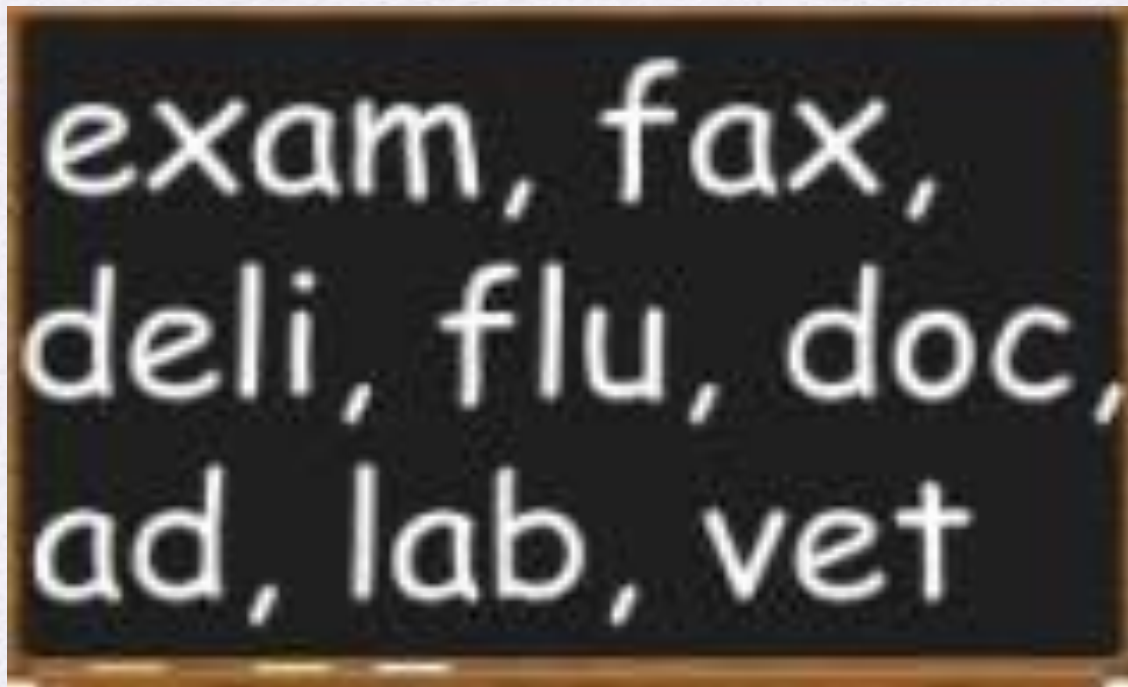 exam, fax,
deli, flu, doc,
ad, lab, vet